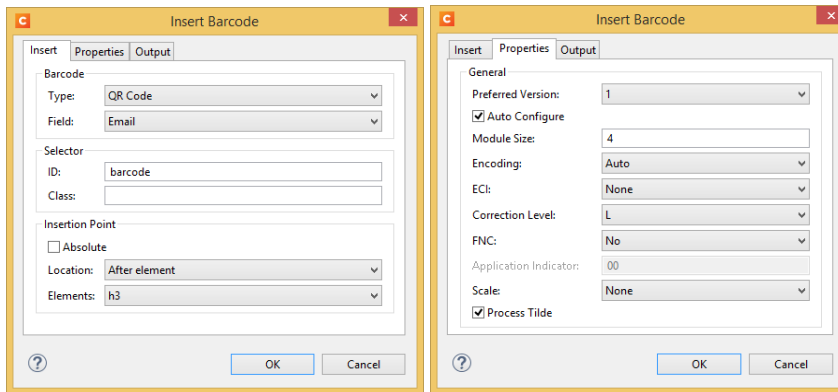 C Insert Barcode x
Insert Properties Output
Barcode
Type: QR Code
Field: Email
Selector
ID: barcode
Class:
Insertion Point
Absolute
Location: After element
Elements: h3
? OK Cancel
C Insert Barcode x
Insert Properties Output
General
Preferred Version: 1
Auto Configure
Module Size: 4
Encoding: Auto
ECI: None
Correction Level: L
FNC: No
Application Indicator: 00
Scale: None
Process Tilde
? OK Cancel